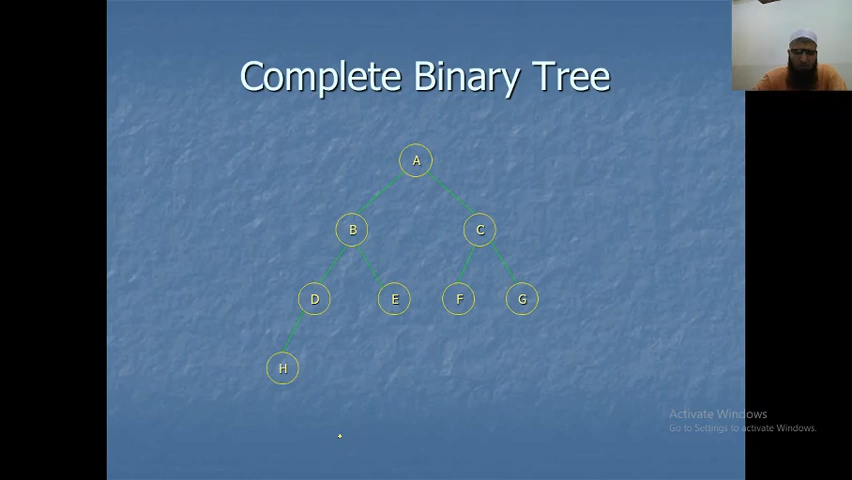 Complete Binary Tree
A
B
C
D
E
F
G
H
Activate Windows
Go to Settings to activate Windows.